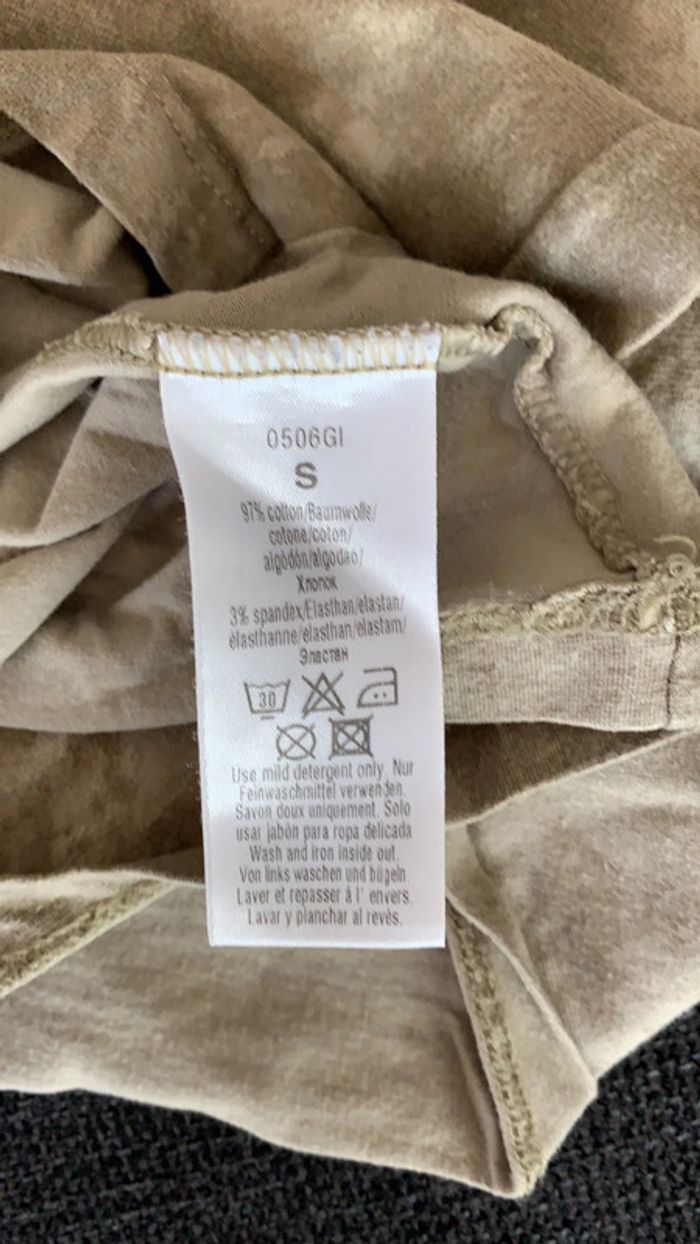 0506GI
S
97% cotton/Baumwolle/
cotone/coton/
algodón/algodao/
Хлопок
3% spandex/Elasthan/elastan/
élasthanne/elasthan/elastam/
Эластан
30
Use mild detergent only. Nur
Feinwaschmittel verwenden.
Savon doux uniquement. Solo
usar jabón para ropa delicada
Wash and iron inside out.
Von links waschen und bügeln.
Laver et repasser à l' envers.
Lavar y planchar al revés.